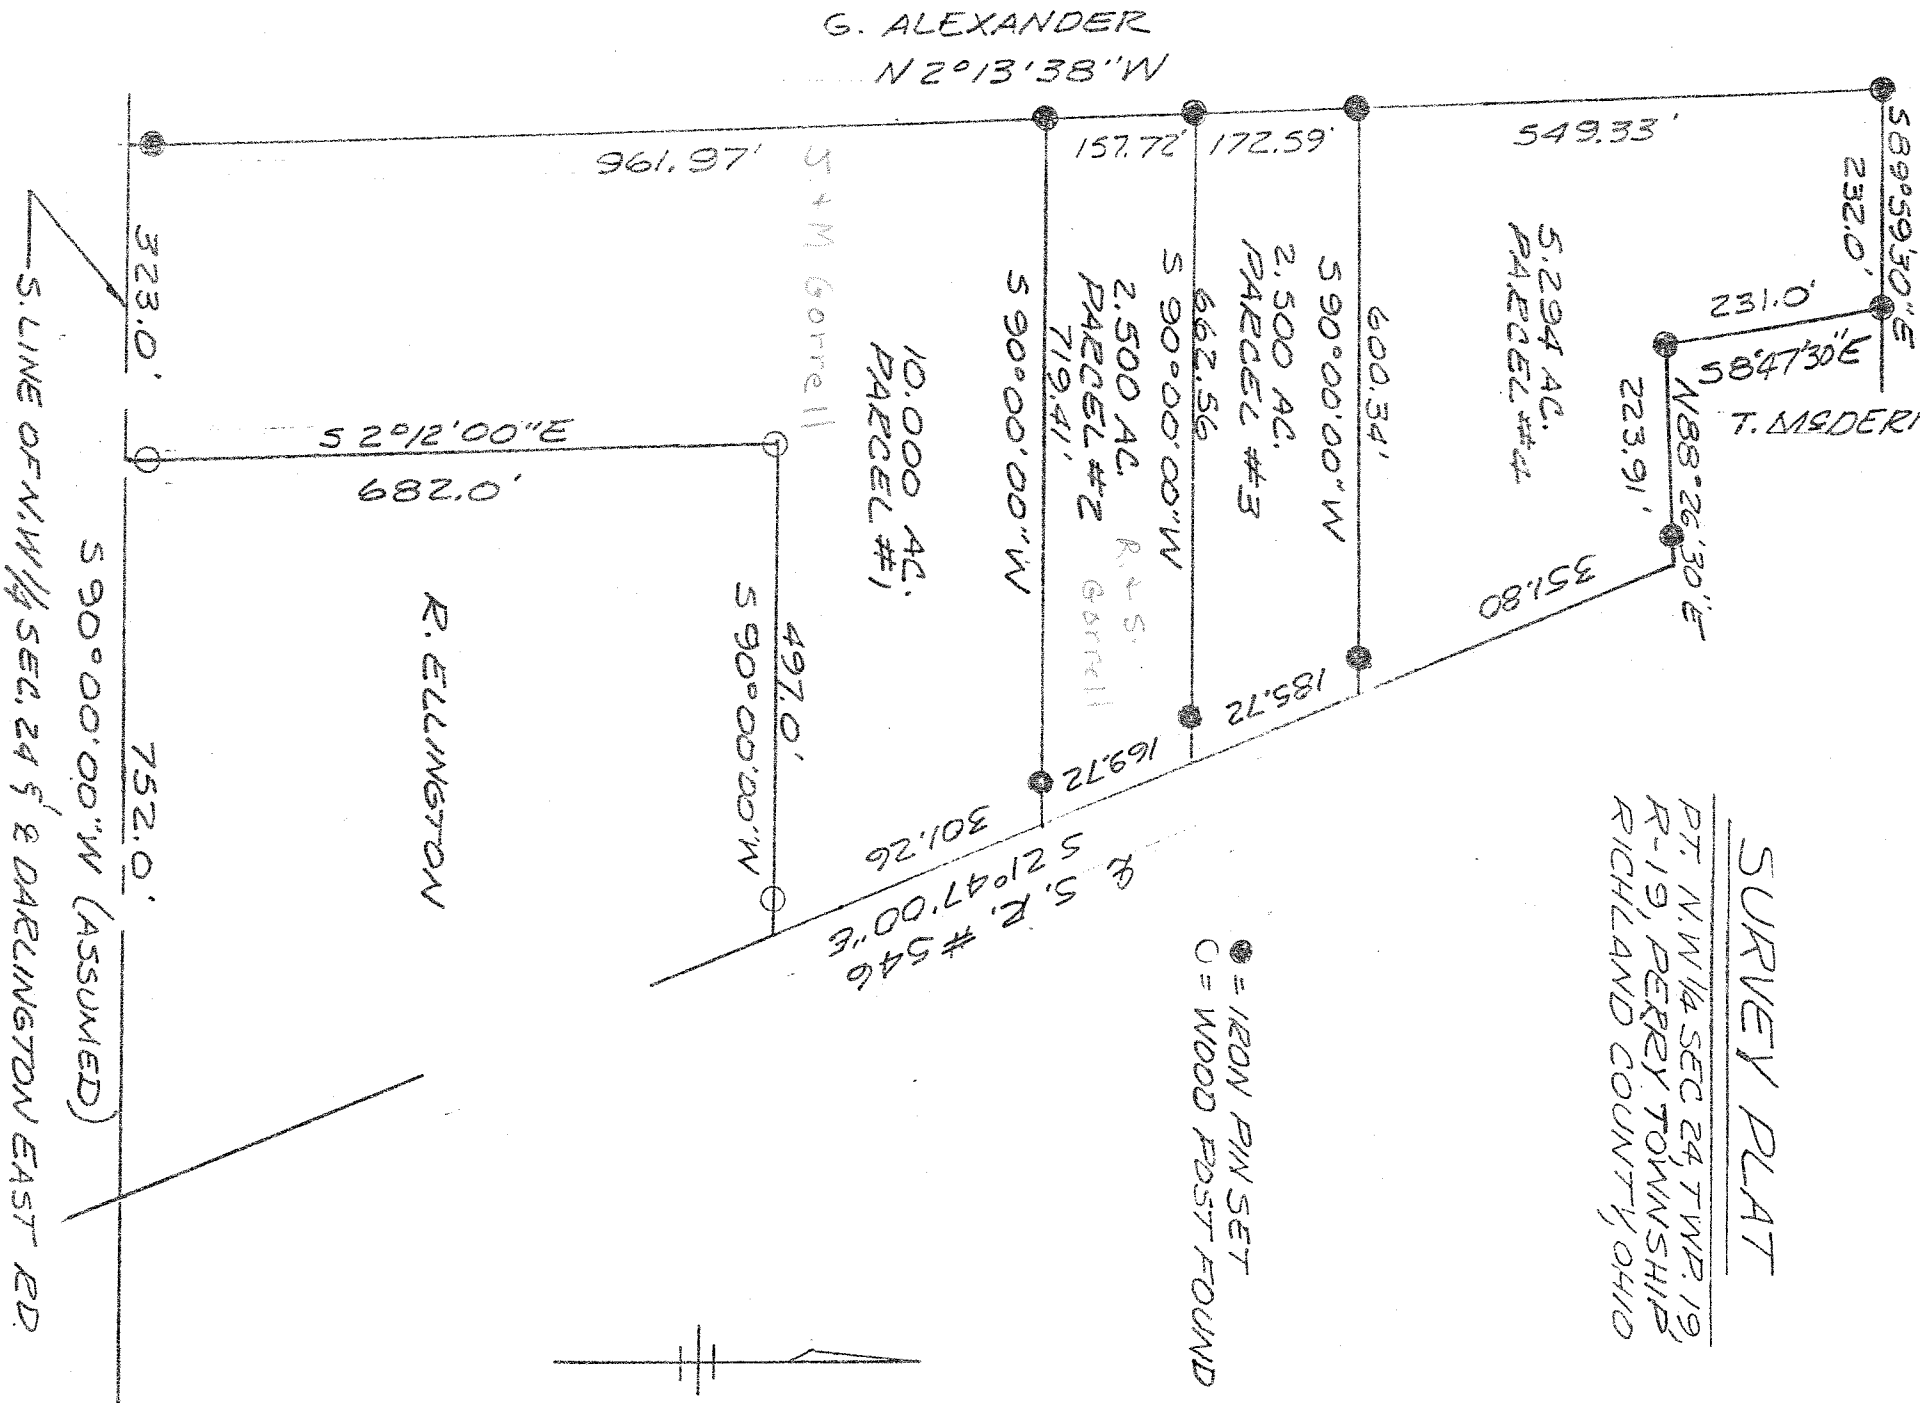 SURVEY PLAT
PT. N.W 1/4 SEC 24, TWP. 19,
R-19, PERRY TOWNSHIP
RICHLAND COUNTY, OHIO
G. ALEXANDER
N 2°13'38"W
961.97'
157.72'
172.59'
549.33'
S89°59'30"E
232.0'
231.0'
S8°47'30"E
T. McDER
N88°26'30"E
223.91'
5.294 AC.
PARCEL #4
351.80
600.34'
S 90°00'00"W
2.500 AC.
PARCEL #3
185.72
662.56
S 90°00'00"W
2.500 AC.
PARCEL #2
R. + S.
Gorrell
719.41'
S 90°00'00"W
169.72
10.000 AC.
PARCEL #1
J. + M Gorrell
301.26
S 21°47'00"E
℄ S. R. #546
497.0'
S 90°00'00"W
S 2°12'00"E
682.0'
R. ELLINGTON
323.0'
752.0'
S 90°00'00"W (ASSUMED)
S. LINE OF N.W 1/4 SEC. 24 & ℄ DARLINGTON EAST RD.
● = IRON PIN SET
○ = WOOD POST FOUND